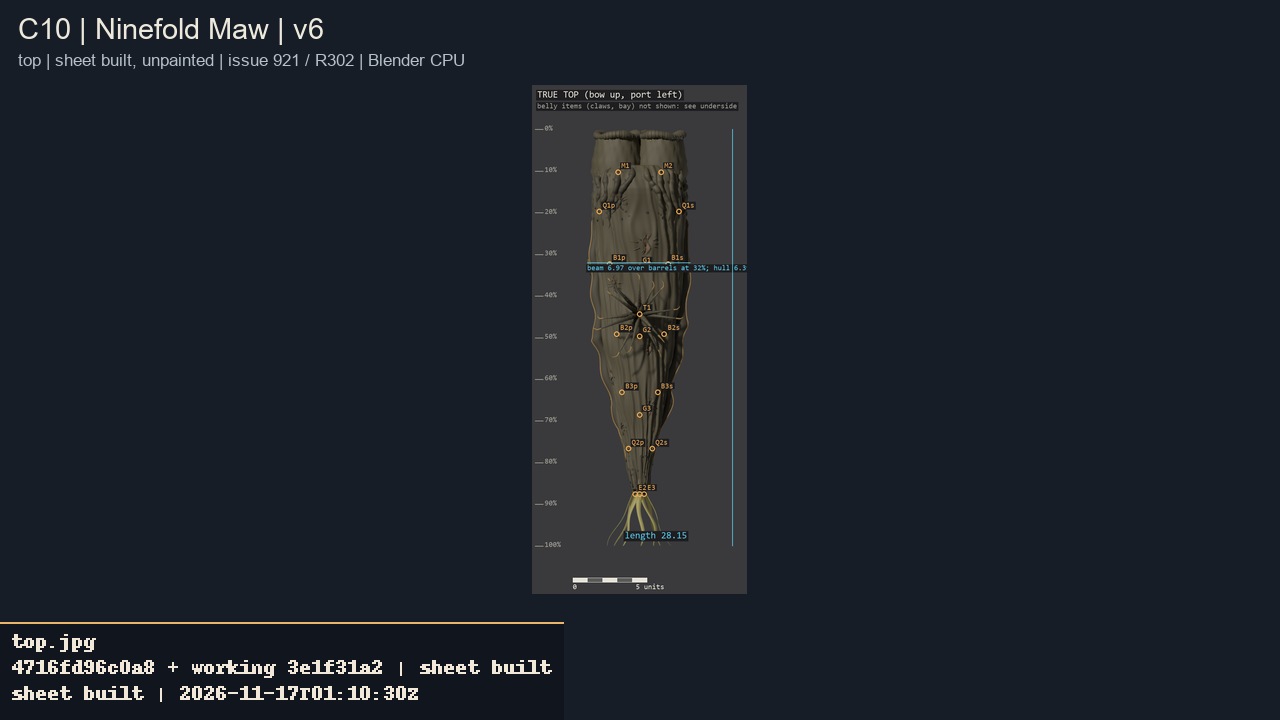 C10 | Ninefold Maw | v6
top | sheet built, unpainted | issue 921 / R302 | Blender CPU
TRUE TOP (bow up, port left)
belly items (claws, bay) not shown: see underside
0%
10%
M1 M2
20%
Q1p Q1s
30%
B1p G1 B1s
beam 6.97 over barrels at 32%; hull 6.3
40%
T1
50%
B2p G2 B2s
60%
B3p B3s
G3
70%
Q2p Q2s
80%
E2 E3
90%
length 28.15
100%
0 5 units
top.jpg
4716fd96c0a8 + working 3e1f31a2 | sheet built
sheet built | 2026-11-17T01:10:30Z